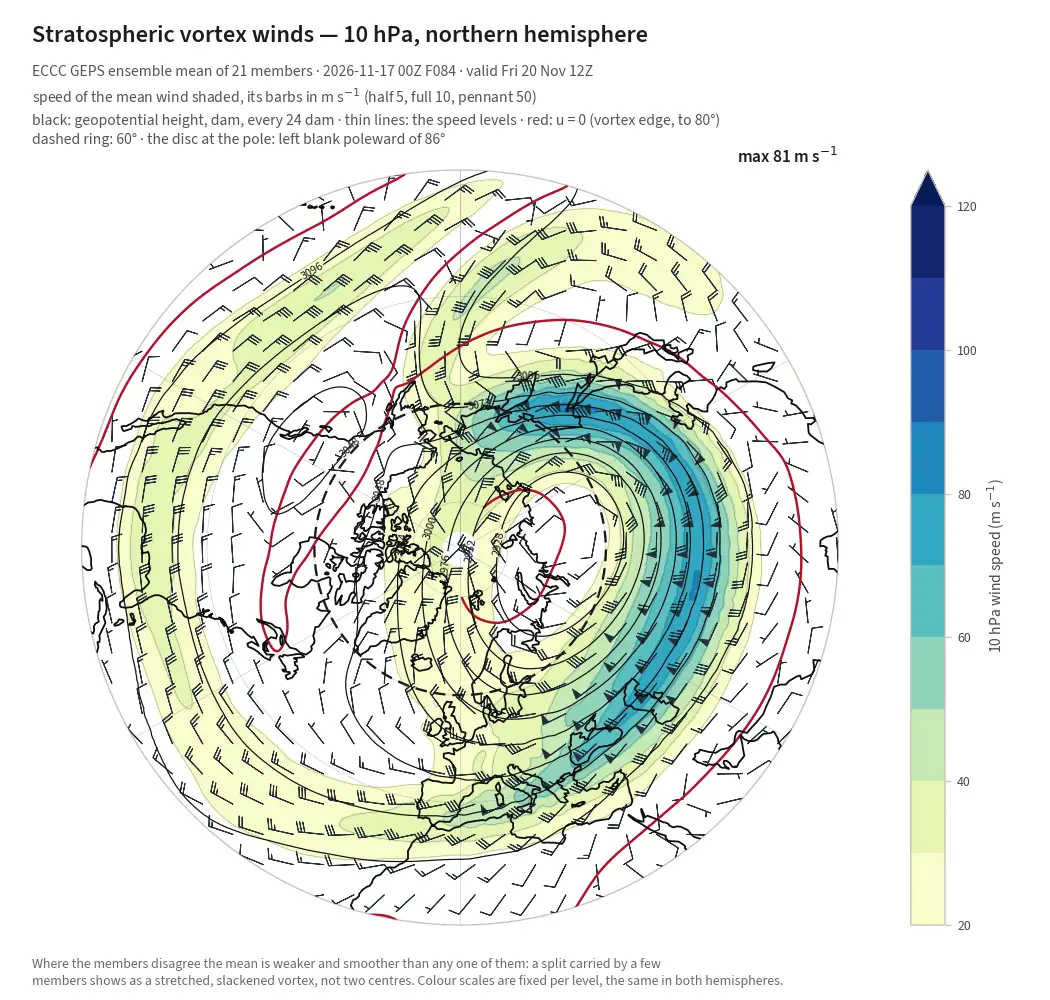 Stratospheric vortex winds — 10 hPa, northern hemisphere
ECCC GEPS ensemble mean of 21 members · 2026-11-17 00Z F084 · valid Fri 20 Nov 12Z
speed of the mean wind shaded, its barbs in m s⁻¹ (half 5, full 10, pennant 50)
black: geopotential height, dam, every 24 dam · thin lines: the speed levels · red: u = 0 (vortex edge, to 80°)
dashed ring: 60° · the disc at the pole: left blank poleward of 86°
max 81 m s⁻¹
120
100
80
60
40
20
10 hPa wind speed (m s⁻¹)
3096
3000
2928
Where the members disagree the mean is weaker and smoother than any one of them: a split carried by a few
members shows as a stretched, slackened vortex, not two centres. Colour scales are fixed per level, the same in both hemispheres.